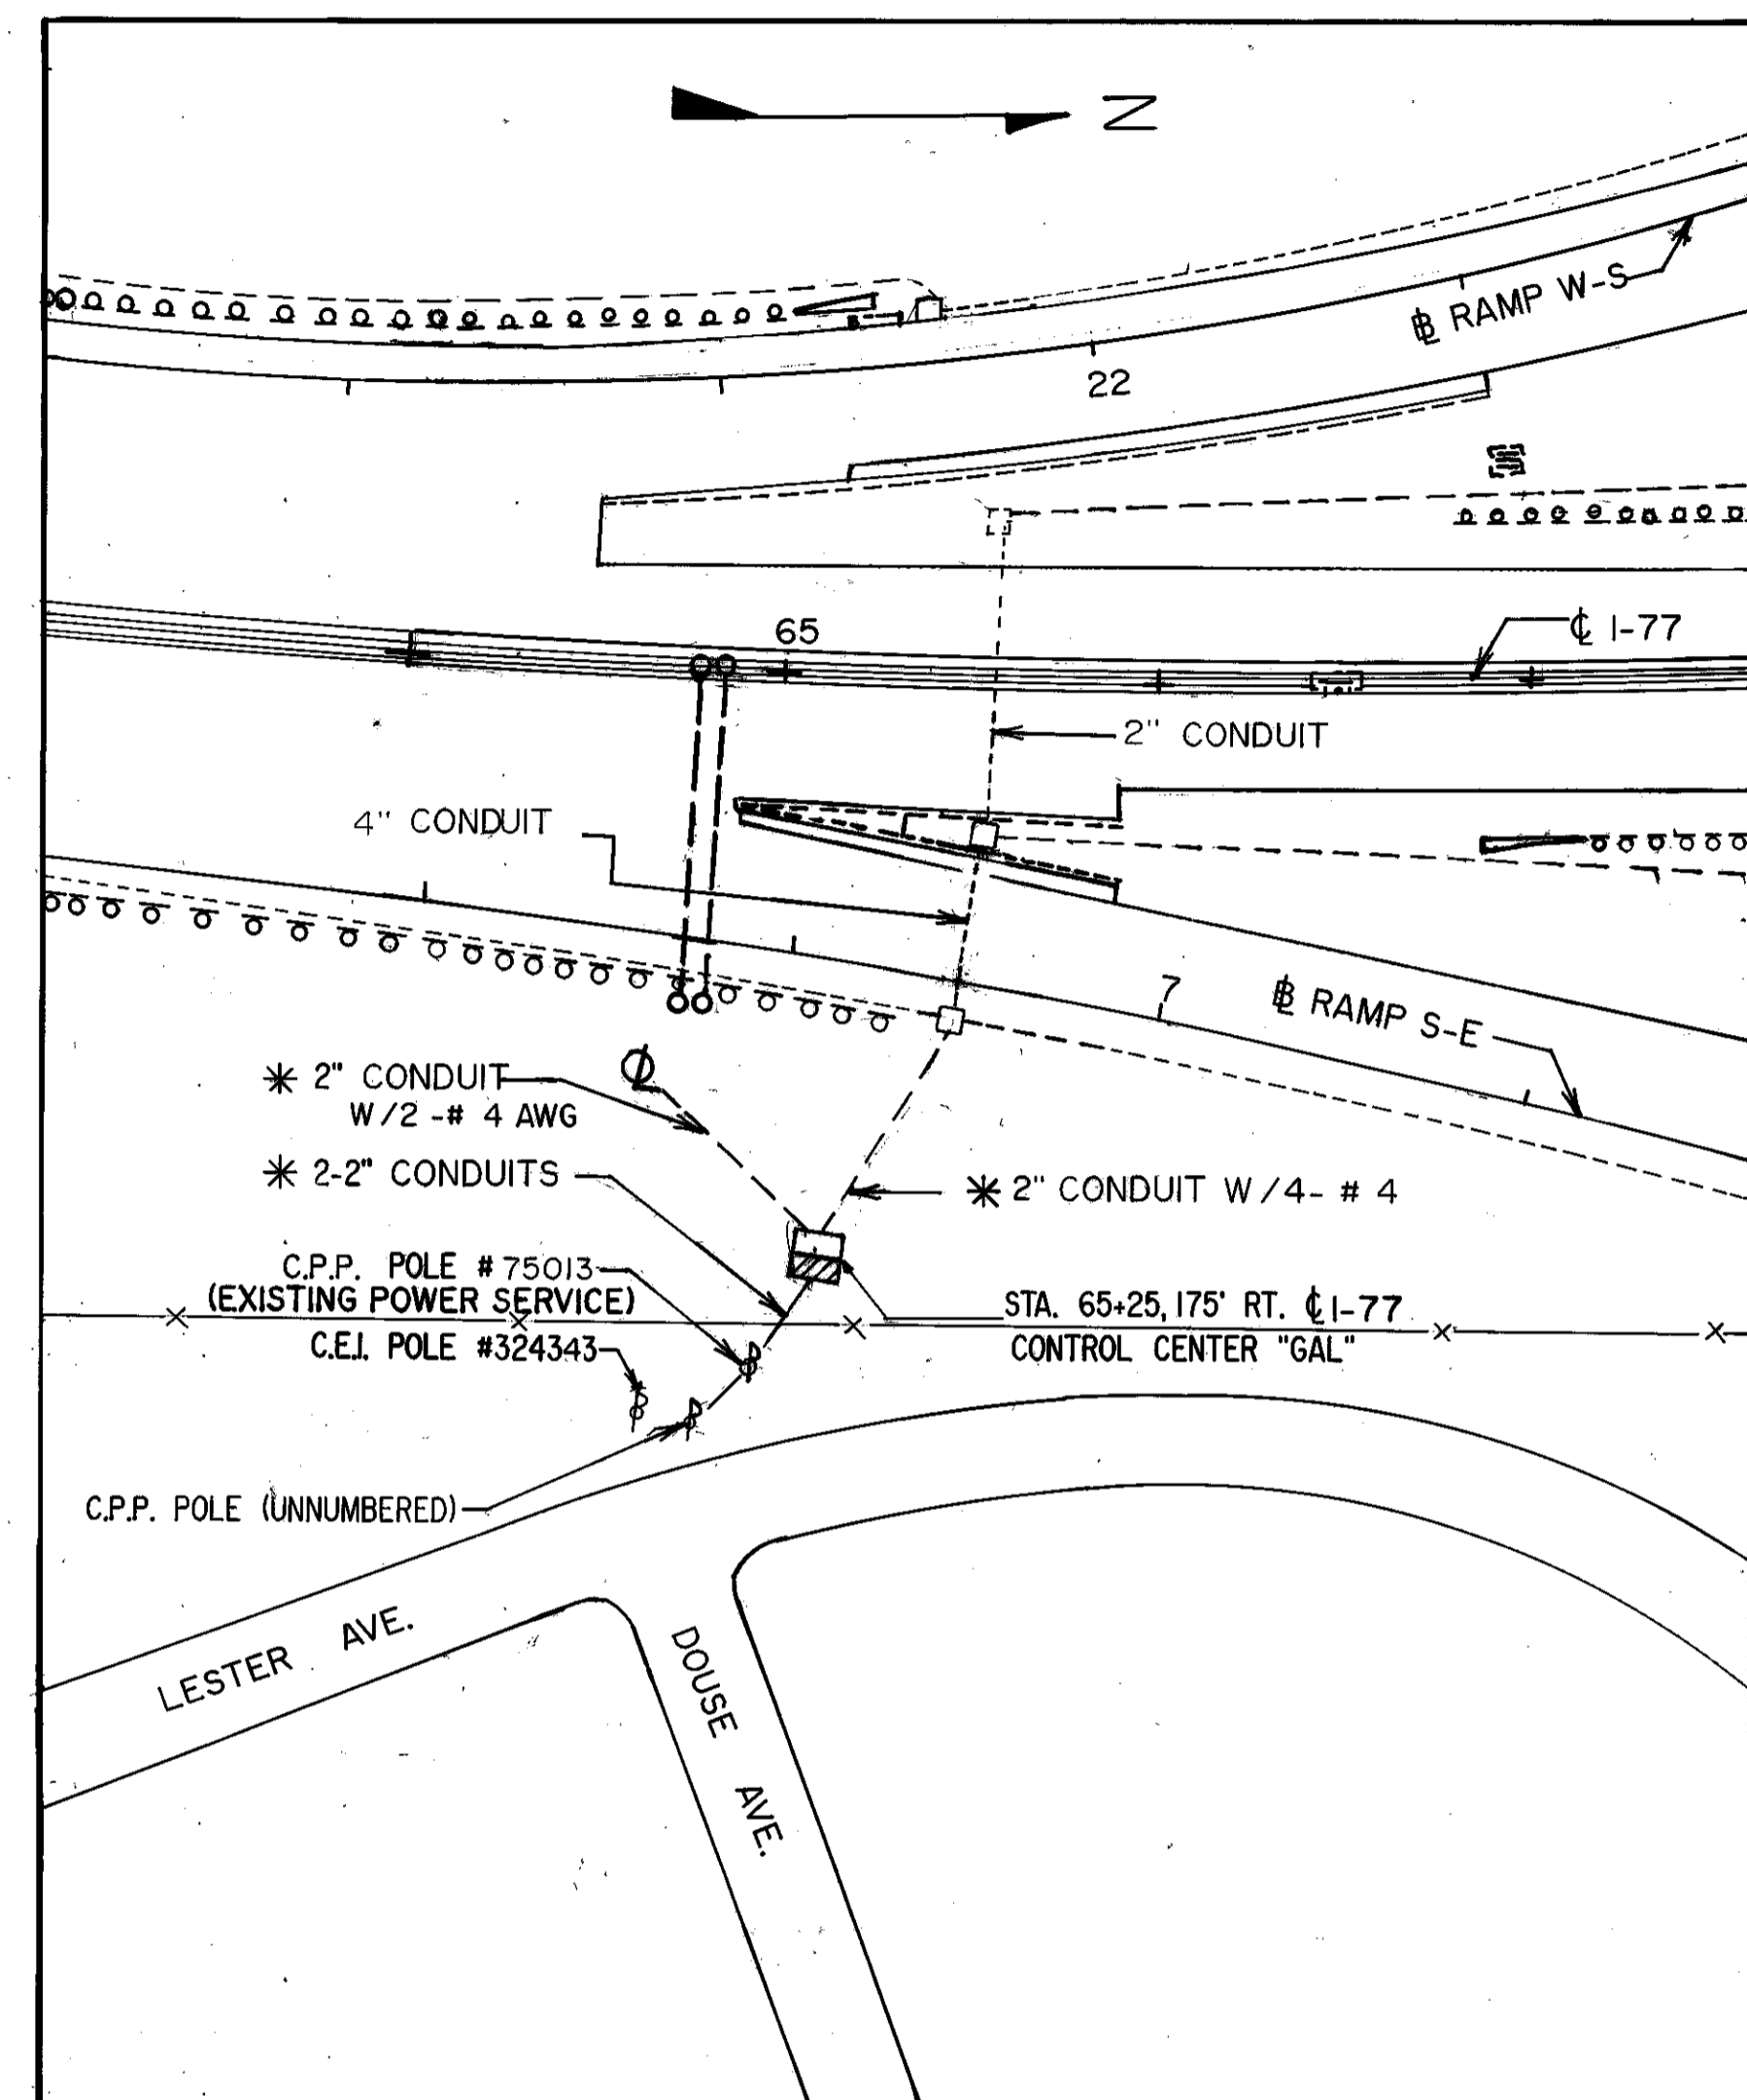 N
℄ RAMP W-S
22
65
℄ I-77
2" CONDUIT
4" CONDUIT
7
℄ RAMP S-E
* 2" CONDUIT
W/2-# 4 AWG
* 2-2" CONDUITS
* 2" CONDUIT W/4-# 4
C.P.P. POLE # 75013
(EXISTING POWER SERVICE)
STA. 65+25, 175' RT. ℄ I-77
C.E.I. POLE #324343
CONTROL CENTER "GAL"
C.P.P. POLE (UNNUMBERED)
LESTER AVE.
DOUSE AVE.